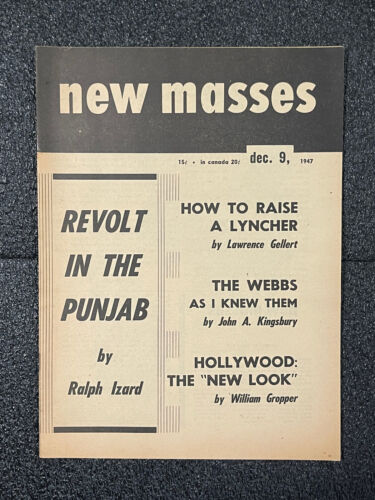 new masses
15¢ • in canada 20¢ dec. 9, 1947
REVOLT
IN THE
PUNJAB
by
Ralph Izard
HOW TO RAISE
A LYNCHER
by Lawrence Gellert
THE WEBBS
AS I KNEW THEM
by John A. Kingsbury
HOLLYWOOD:
THE "NEW LOOK"
by William Gropper